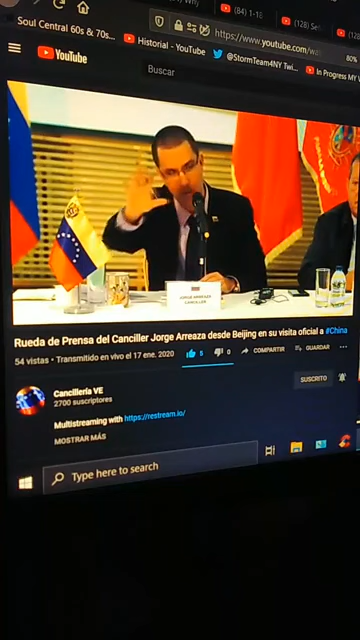 (84) 1-18
(128) Se
(128
Soul Central 60s & 70s...
Historial - YouTube
https://www.youtube.com/wa
@StormTeam4NY Twi...
80%
In Progress MY
YouTube
Buscar
JORGE ARREAZA
CANCILLER
Rueda de Prensa del Canciller Jorge Arreaza desde Beijing en su visita oficial a #China
54 vistas • Transmitido en vivo el 17 ene. 2020
5
0
COMPARTIR
GUARDAR
Cancillería VE
2700 suscriptores
SUSCRITO
Multistreaming with https://restream.io/
MOSTRAR MÁS
Type here to search